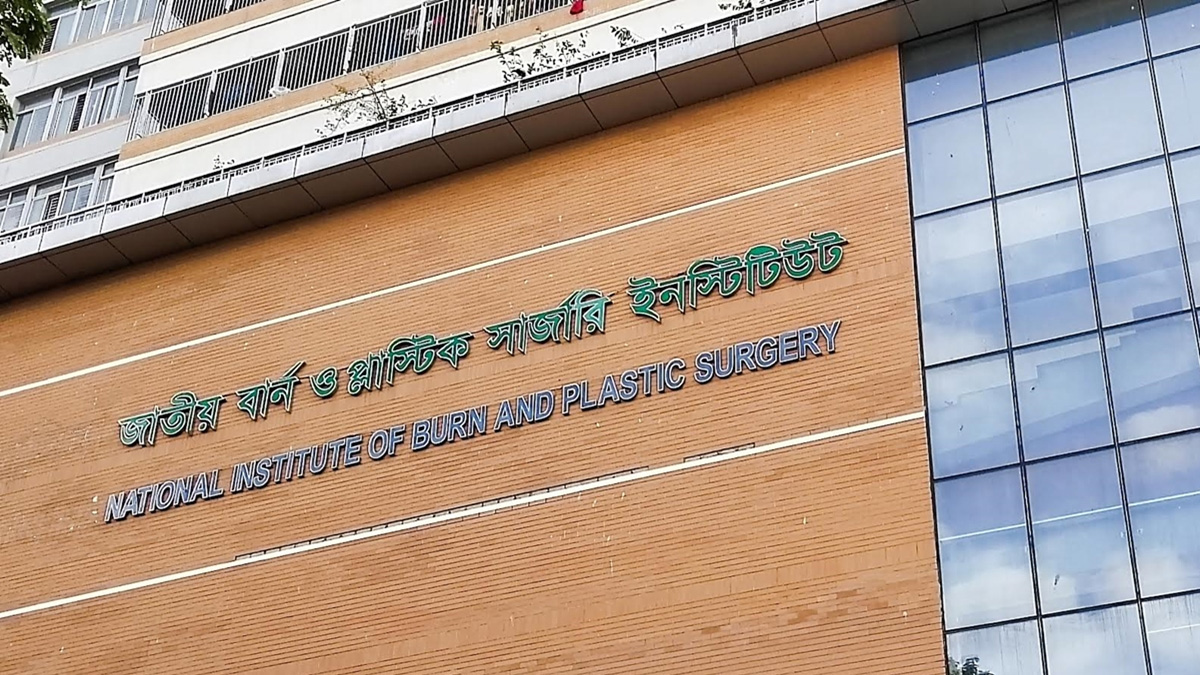 জাতীয় বার্ন ও প্লাস্টিক সার্জারি ইনস্টিটিউট
NATIONAL INSTITUTE OF BURN AND PLASTIC SURGERY